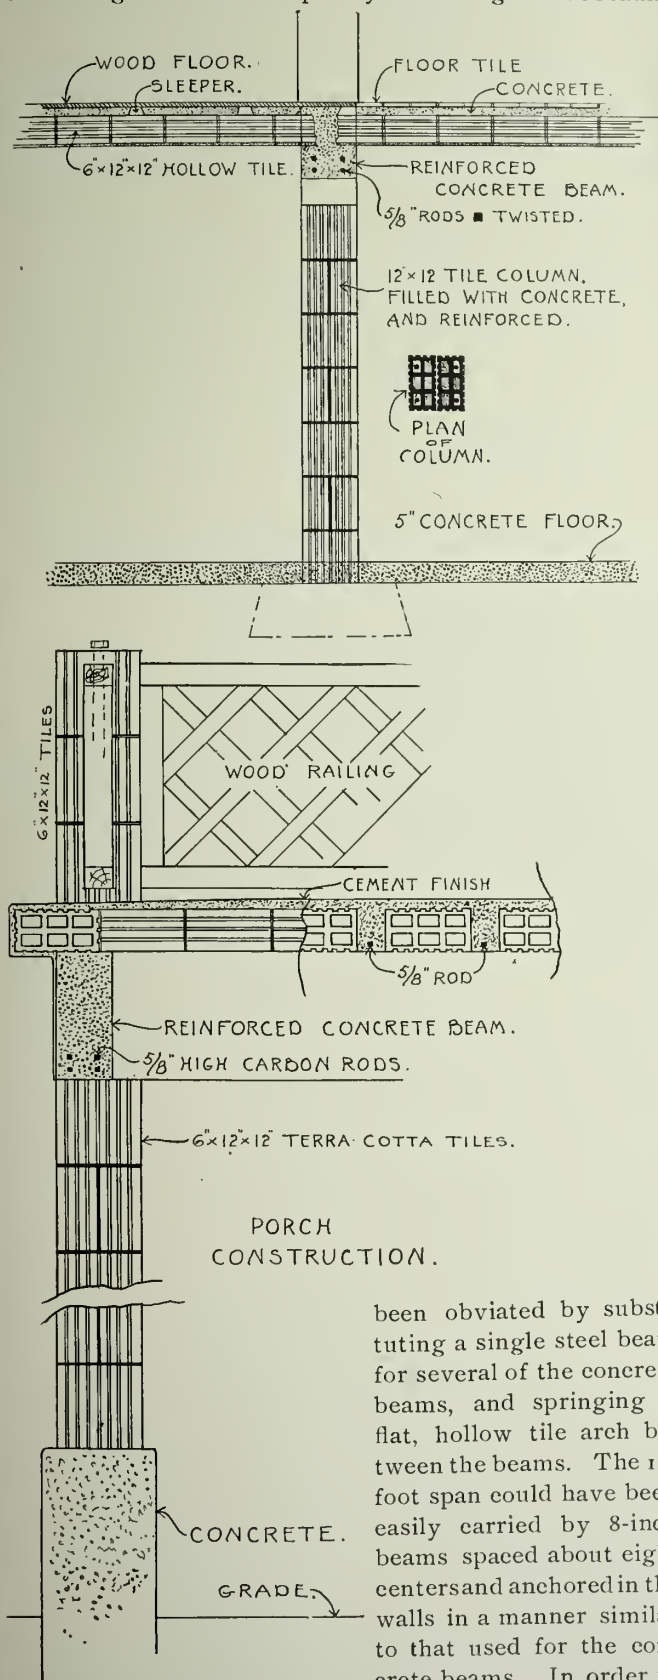 WOOD FLOOR.
SLEEPER.
FLOOR TILE
CONCRETE.
6"×12"×12" HOLLOW TILE.
REINFORCED
CONCRETE BEAM.
5/8" RODS ■ TWISTED.
12"×12 TILE COLUMN,
FILLED WITH CONCRETE,
AND REINFORCED.
PLAN
OF
COLUMN.
5" CONCRETE FLOOR.
6"×12"×12" TILES
WOOD RAILING
CEMENT FINISH
5/8" ROD
REINFORCED CONCRETE BEAM.
5/8" HIGH CARBON RODS.
6"×12"×12" TERRA COTTA TILES.
PORCH
CONSTRUCTION.
been obviated by subst
tuting a single steel bea
for several of the concre
beams, and springing
flat, hollow tile arch b
tween the beams. The 1
foot span could have bee
easily carried by 8-inc
beams spaced about eig
centers and anchored in th
walls in a manner simila
to that used for the co
crete beams. In order
CONCRETE.
GRADE.